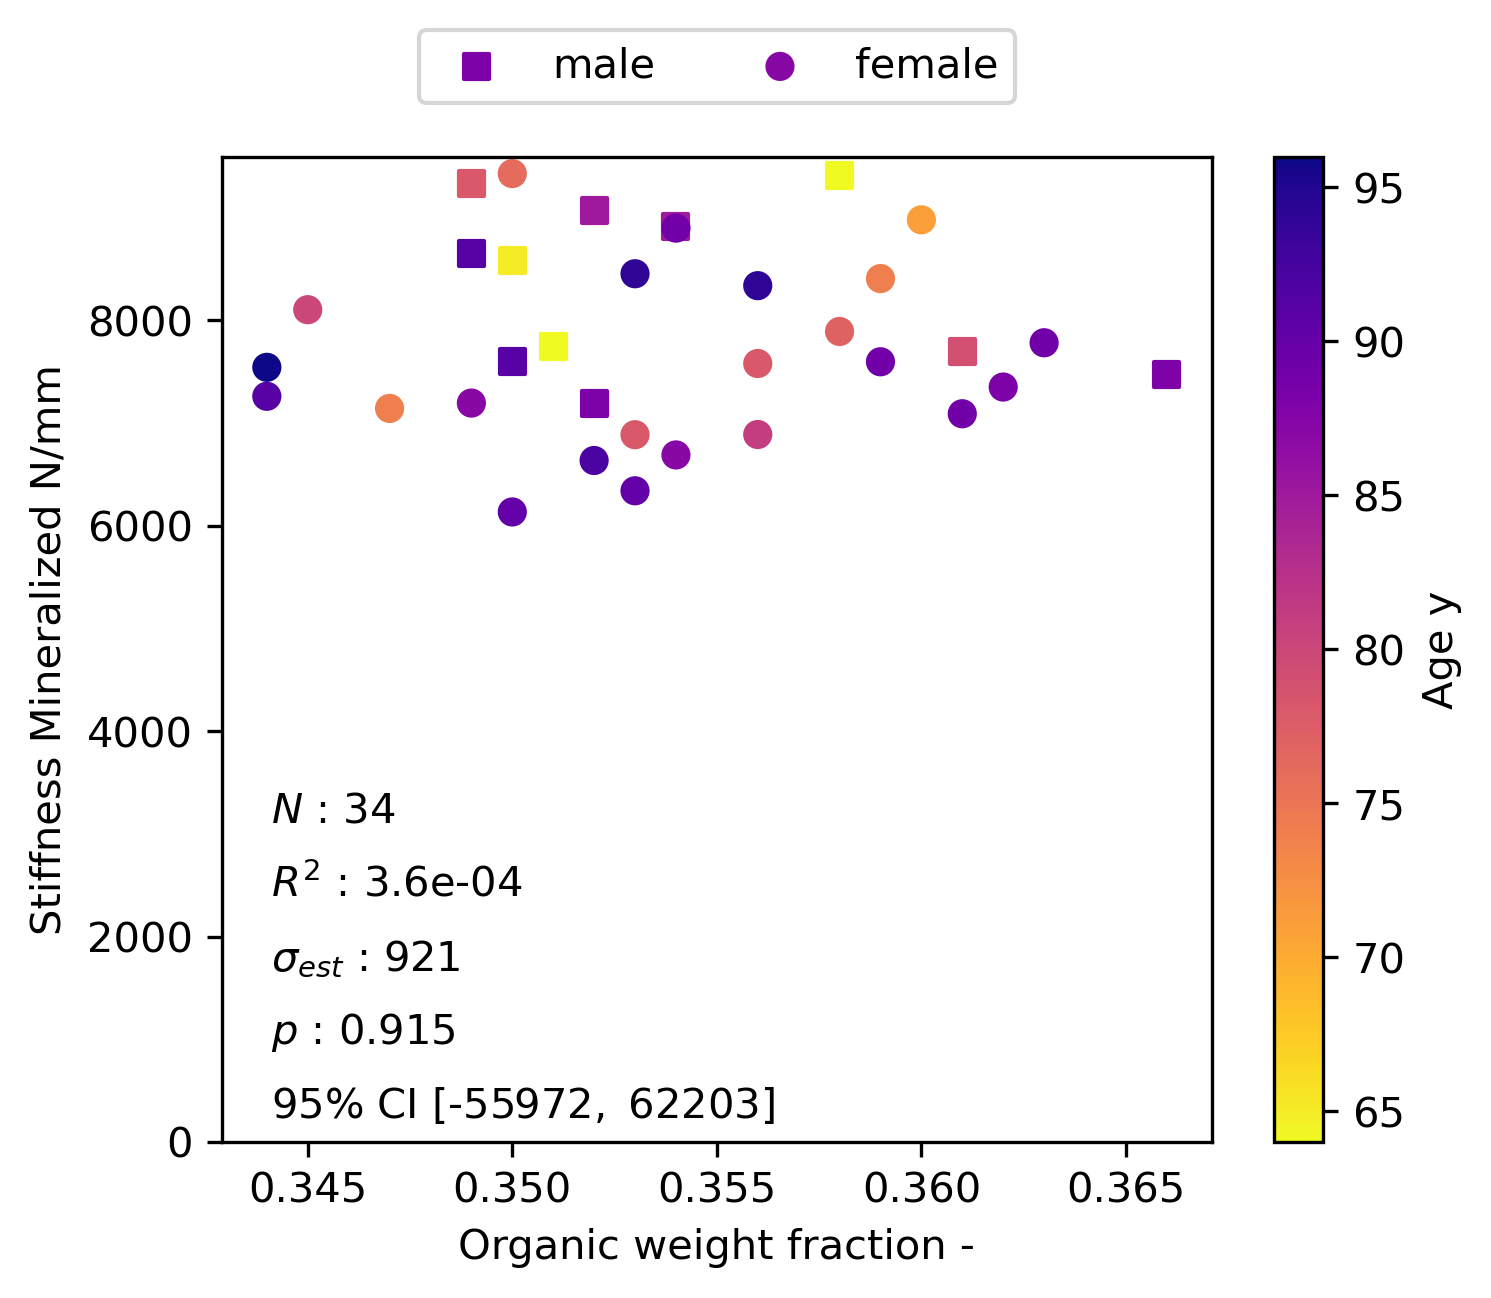 male female
8000
6000
4000
2000
0
0.345 0.350 0.355 0.360 0.365
Organic weight fraction -
Stiffness Mineralized N/mm
N : 34
R² : 3.6e-04
σest : 921
p : 0.915
95% CI [-55972, 62203]
95
90
85
80
75
70
65
Age y